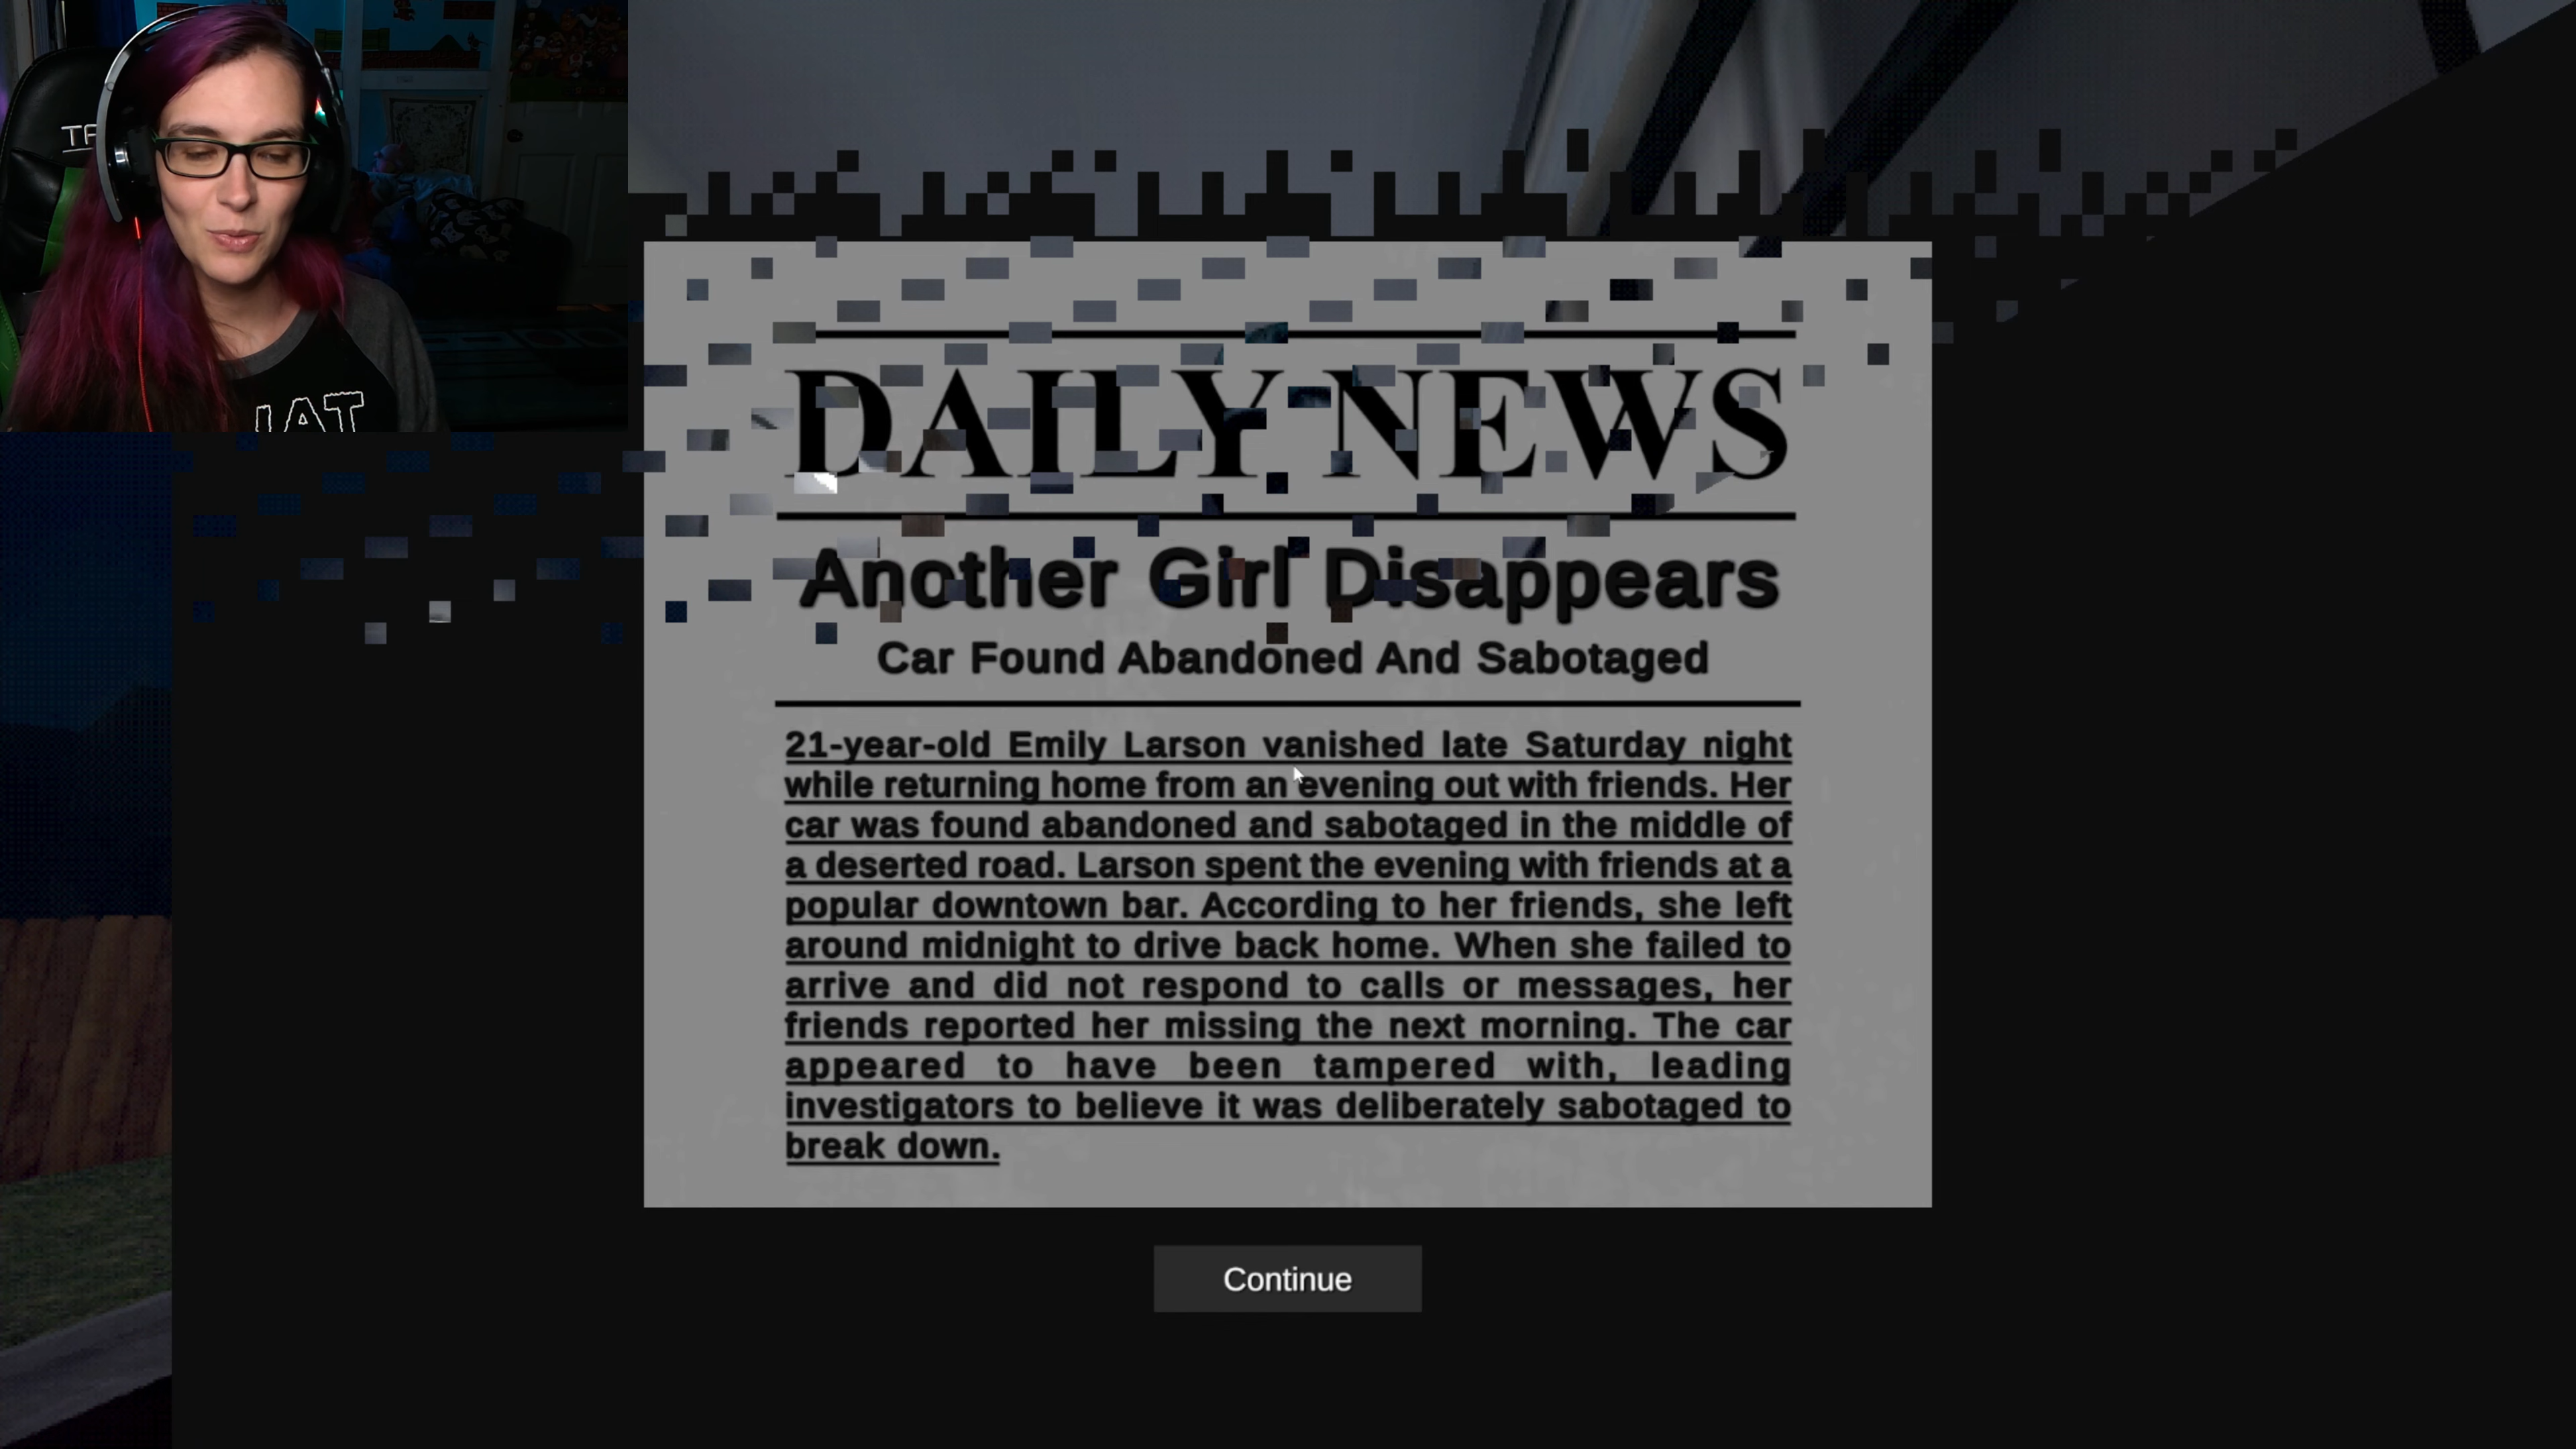 DAILY NEWS
Another Girl Disappears
Car Found Abandoned And Sabotaged
21-year-old Emily Larson vanished late Saturday night
while returning home from an evening out with friends. Her
car was found abandoned and sabotaged in the middle of
a deserted road. Larson spent the evening with friends at a
popular downtown bar. According to her friends, she left
around midnight to drive back home. When she failed to
arrive and did not respond to calls or messages, her
friends reported her missing the next morning. The car
appeared to have been tampered with, leading
investigators to believe it was deliberately sabotaged to
break down.
Continue